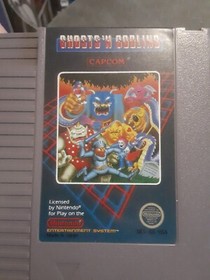 GHOSTS'N GOBLINS
CAPCOM
Licensed
by Nintendo®
for Play on the
ENTERTAINMENT SYSTEM